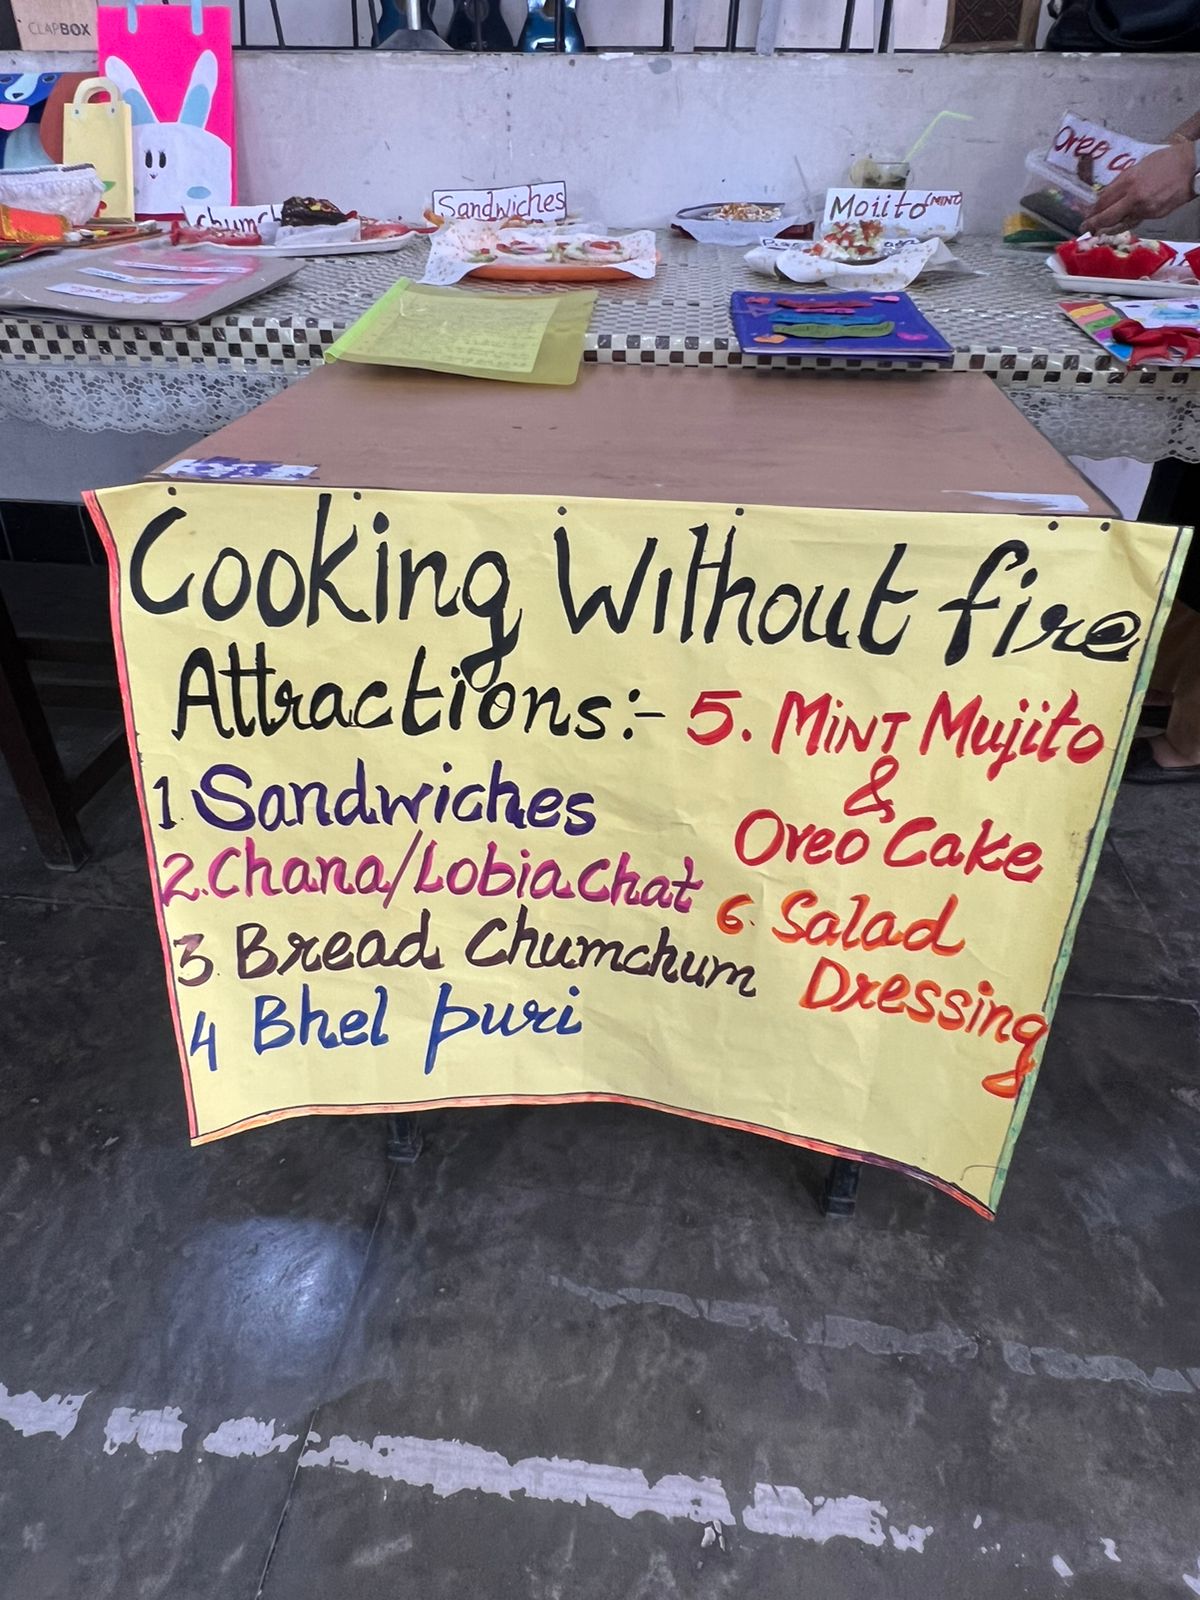 CLAPBOX
Sandwiches
Mojito (MINT
Oreo
Cooking Without fire
Attractions:-
1 Sandwiches
2. Chana/Lobia Chat
3. Bread Chumchum
4 Bhel puri
5. MINT Mujito
&
Oreo Cake
6. Salad
Dressing